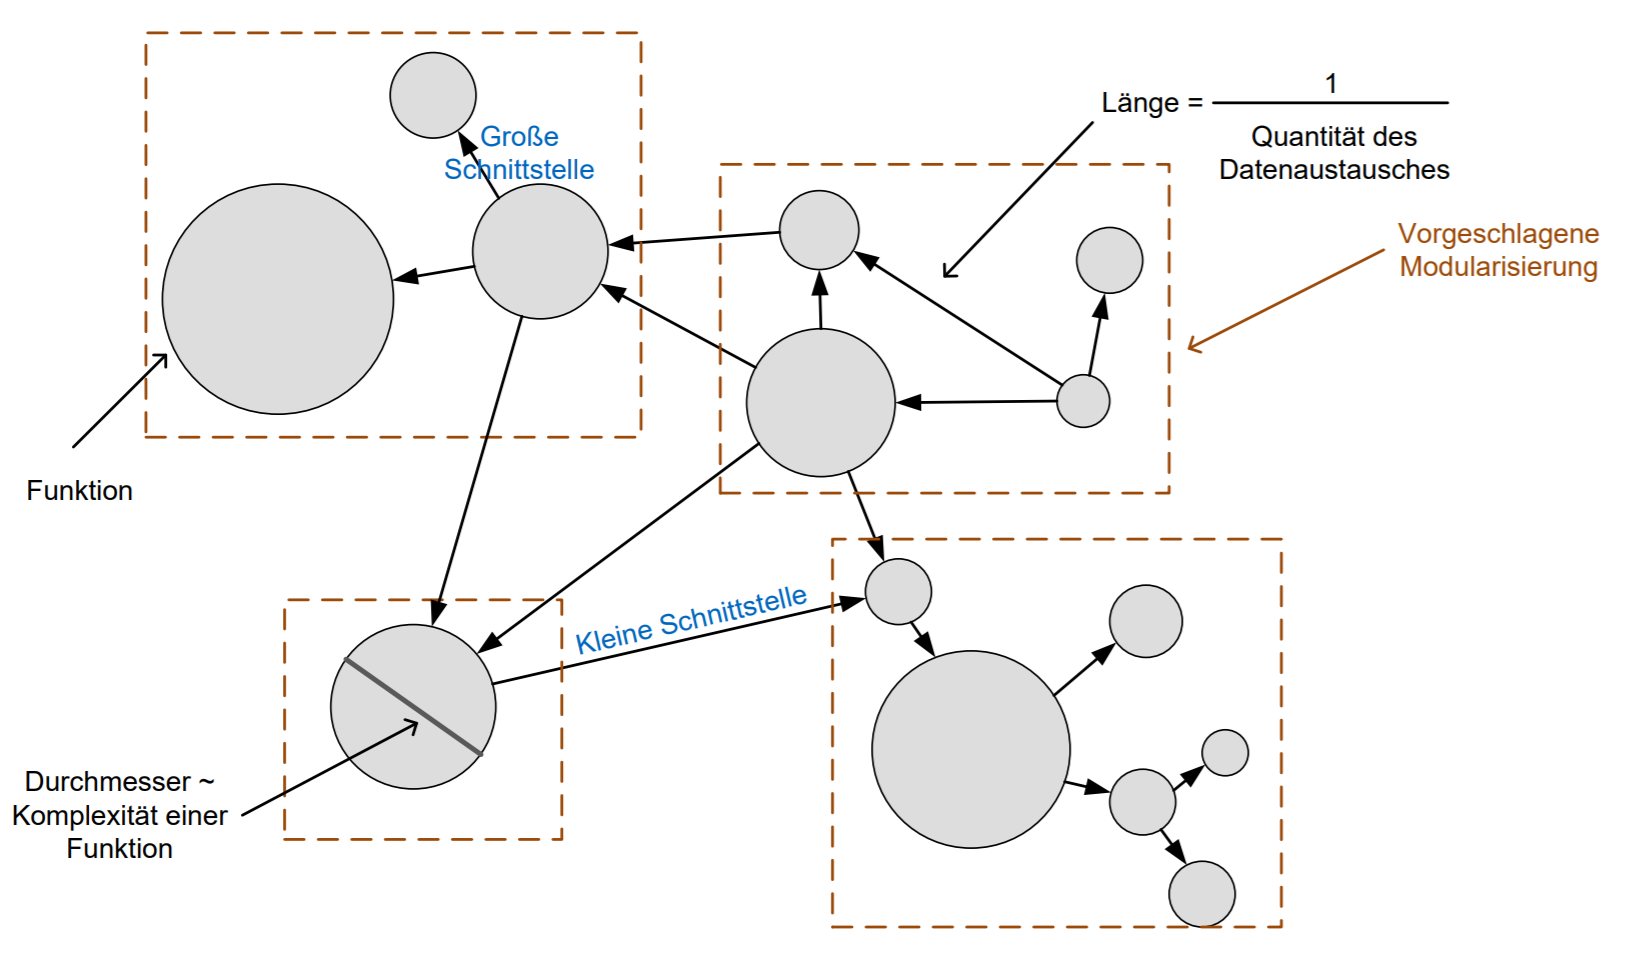 Große
Schnittstelle
Länge =
1
Quantität des
Datenaustausches
Vorgeschlagene
Modularisierung
Funktion
Kleine Schnittstelle
Durchmesser ~
Komplexität einer
Funktion